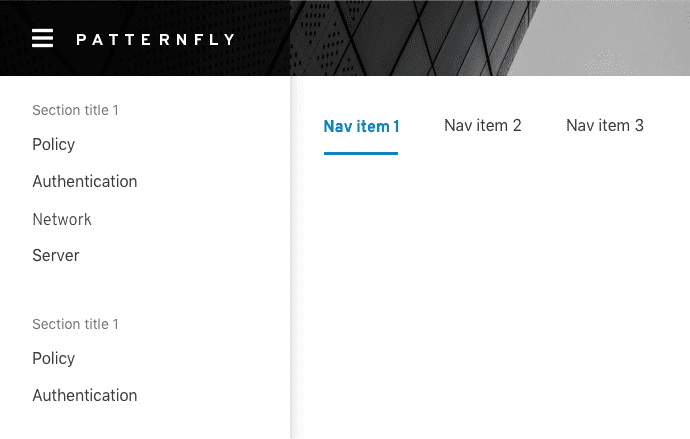 PATTERNFLY
Section title 1
Policy
Authentication
Network
Server
Section title 1
Policy
Authentication
Nav item 1 Nav item 2 Nav item 3